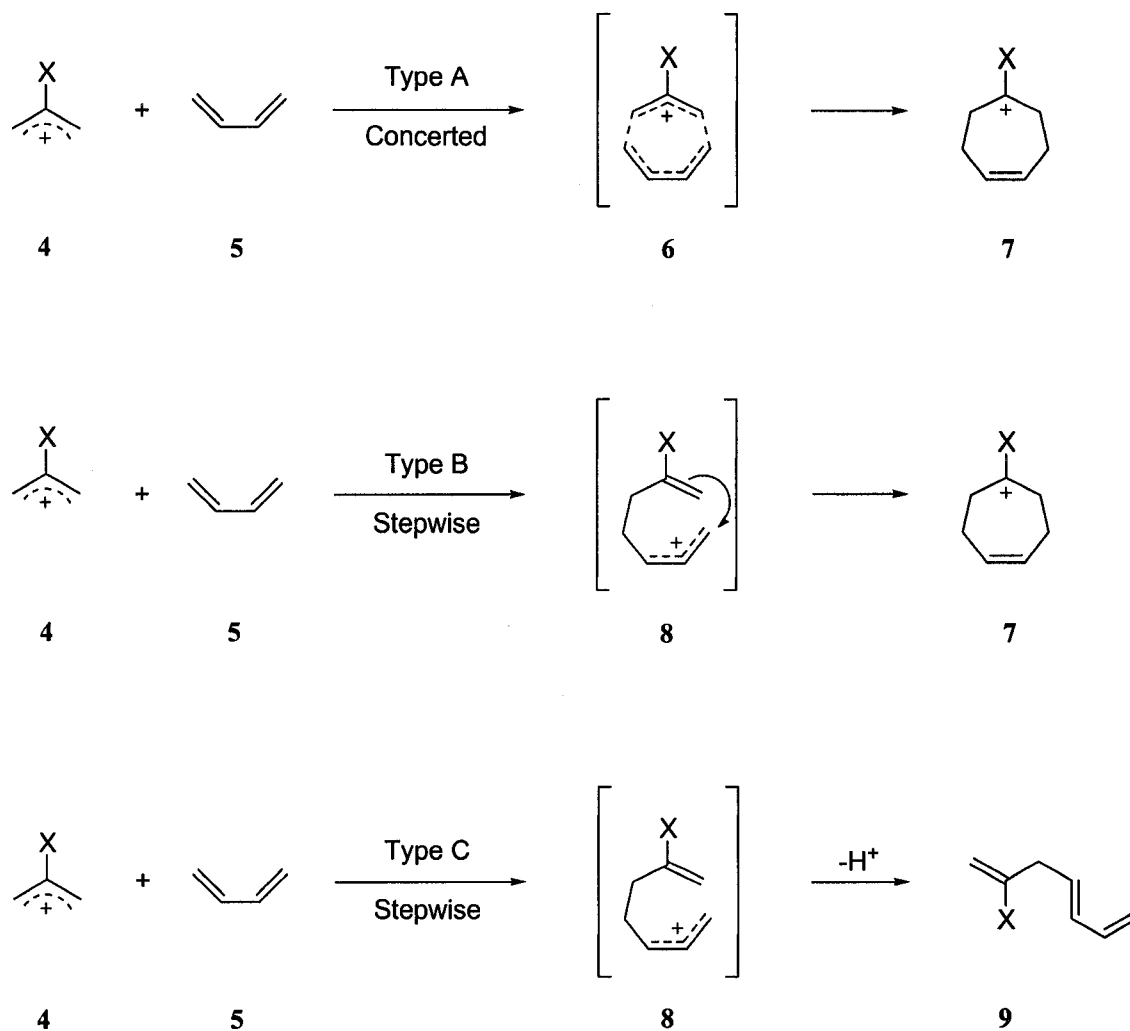 X + Type A Concerted + X + X +
4 5 6 7
X + Type B Stepwise + X + X +
4 5 8 7
X + Type C Stepwise + X + -H⁺ X
4 5 8 9